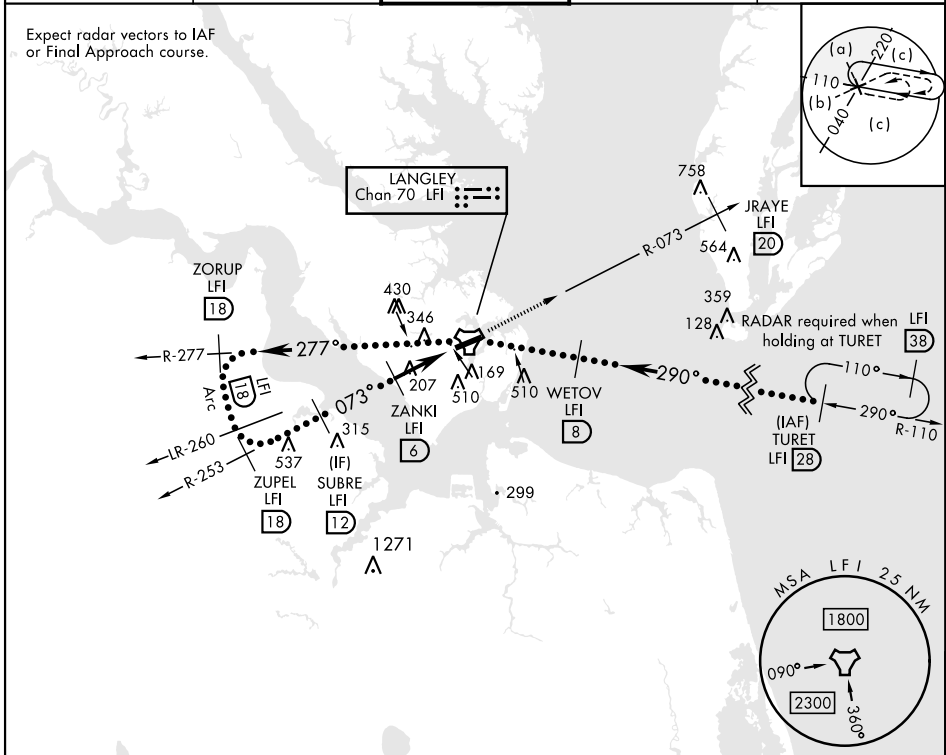 Expect radar vectors to IAF
or Final Approach course.
(a)
220
(c)
110
(b)
040
(c)
LANGLEY
Chan 70 LFI
758
JRAYE
LFI
20
R-073
564
ZORUP
LFI
18
430
346
359
128
RADAR required when
holding at TURET
LFI
38
R-277
277°
110°
169
Arc
LFI
18
073°
207
510
510
WETOV
LFI
8
290°
290°
R-110
ZANKI
LFI
6
(IAF)
TURET
LFI 28
LR-260
315
R-253
537
ZUPEL
LFI
18
(IF)
SUBRE
LFI
12
299
1271
MSA LFI 25 NM
1800
090°
2300
360°